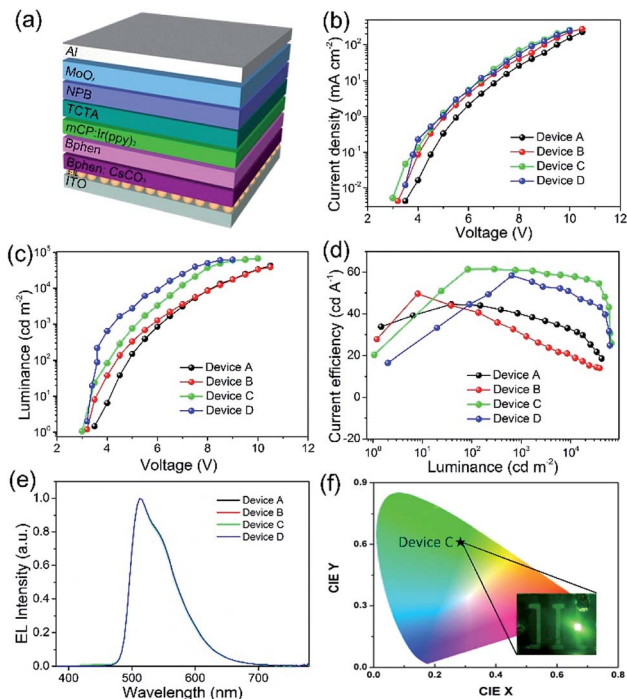 (a)
Al
MoOx
NPB
TCTA
mCP:Ir(ppy)3
Bphen
Bphen: CsCO3
ITO
(b)
Current density (mA cm-2)
10^2
10^1
10^0
10^-1
10^-2
2 4 6 8 10 12
Voltage (V)
Device A
Device B
Device C
Device D
(c)
Luminance (cd m-2)
10^5
10^4
10^3
10^2
10^1
10^0
2 4 6 8 10 12
Voltage (V)
Device A
Device B
Device C
Device D
(d)
Current efficiency (cd A-1)
80
60
40
20
0
-20
10^0 10^1 10^2 10^3 10^4
Luminance (cd m-2)
Device A
Device B
Device C
Device D
(e)
EL Intensity (a.u.)
1.0
0.8
0.6
0.4
0.2
0.0
400 500 600 700
Wavelength (nm)
Device A
Device B
Device C
Device D
(f)
CIE Y
0.9
0.6
0.3
0.0
0.0 0.2 0.4 0.6 0.8
CIE X
Device C